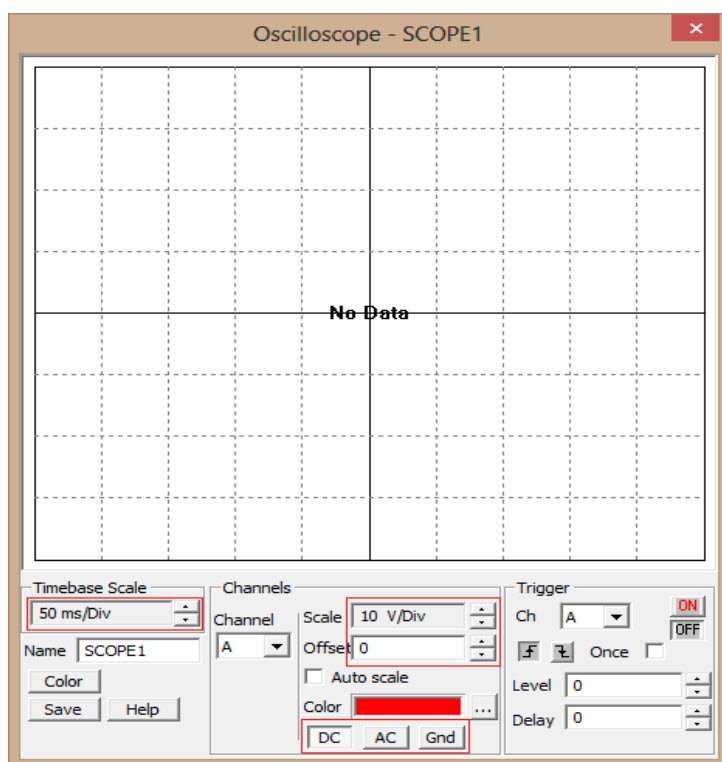 Oscilloscope - SCOPE1
No Data
Timebase Scale
50 ms/Div
Name SCOPE1
Color
Save Help
Channels
Channel
A
Scale 10 V/Div
Offset 0
Auto scale
Color ...
DC AC Gnd
Trigger
Ch A
ON
OFF
Once
Level 0
Delay 0